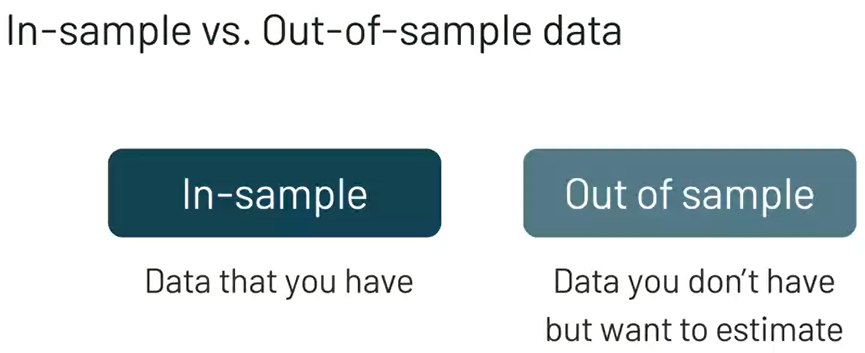 In-sample vs. Out-of-sample data
In-sample
Out of sample
Data that you have
Data you don't have
but want to estimate